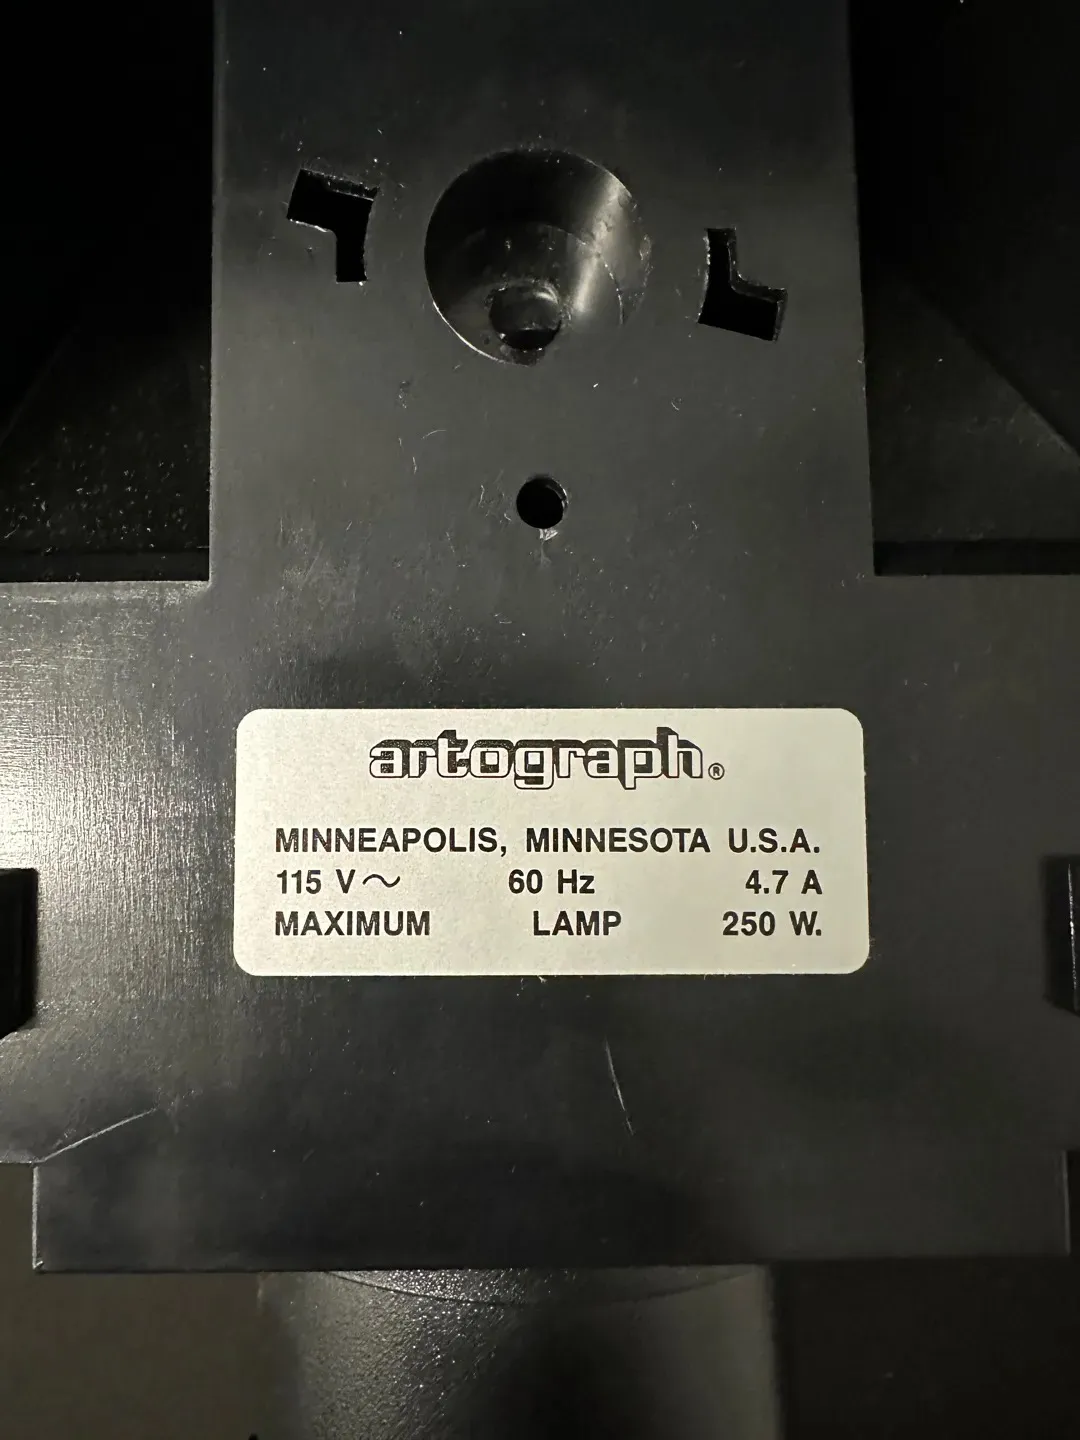 artograph®
MINNEAPOLIS, MINNESOTA U.S.A.
115 V~ 60 Hz 4.7 A
MAXIMUM LAMP 250 W.